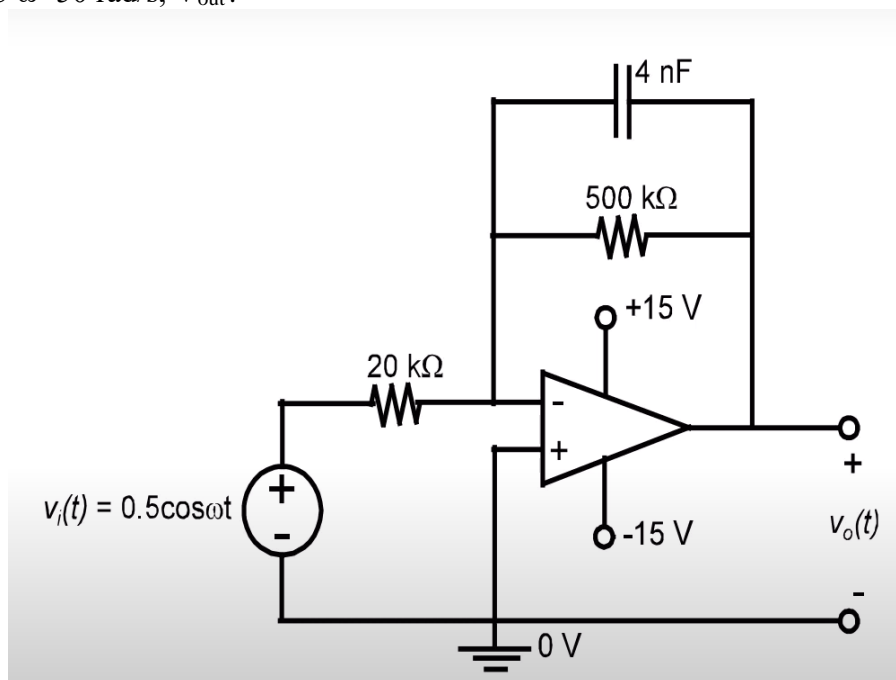 4 nF
500 kΩ
+15 V
20 kΩ
-
+
+
-
vᵢ(t) = 0.5cosωt
-15 V
+
vₒ(t)
-
0 V